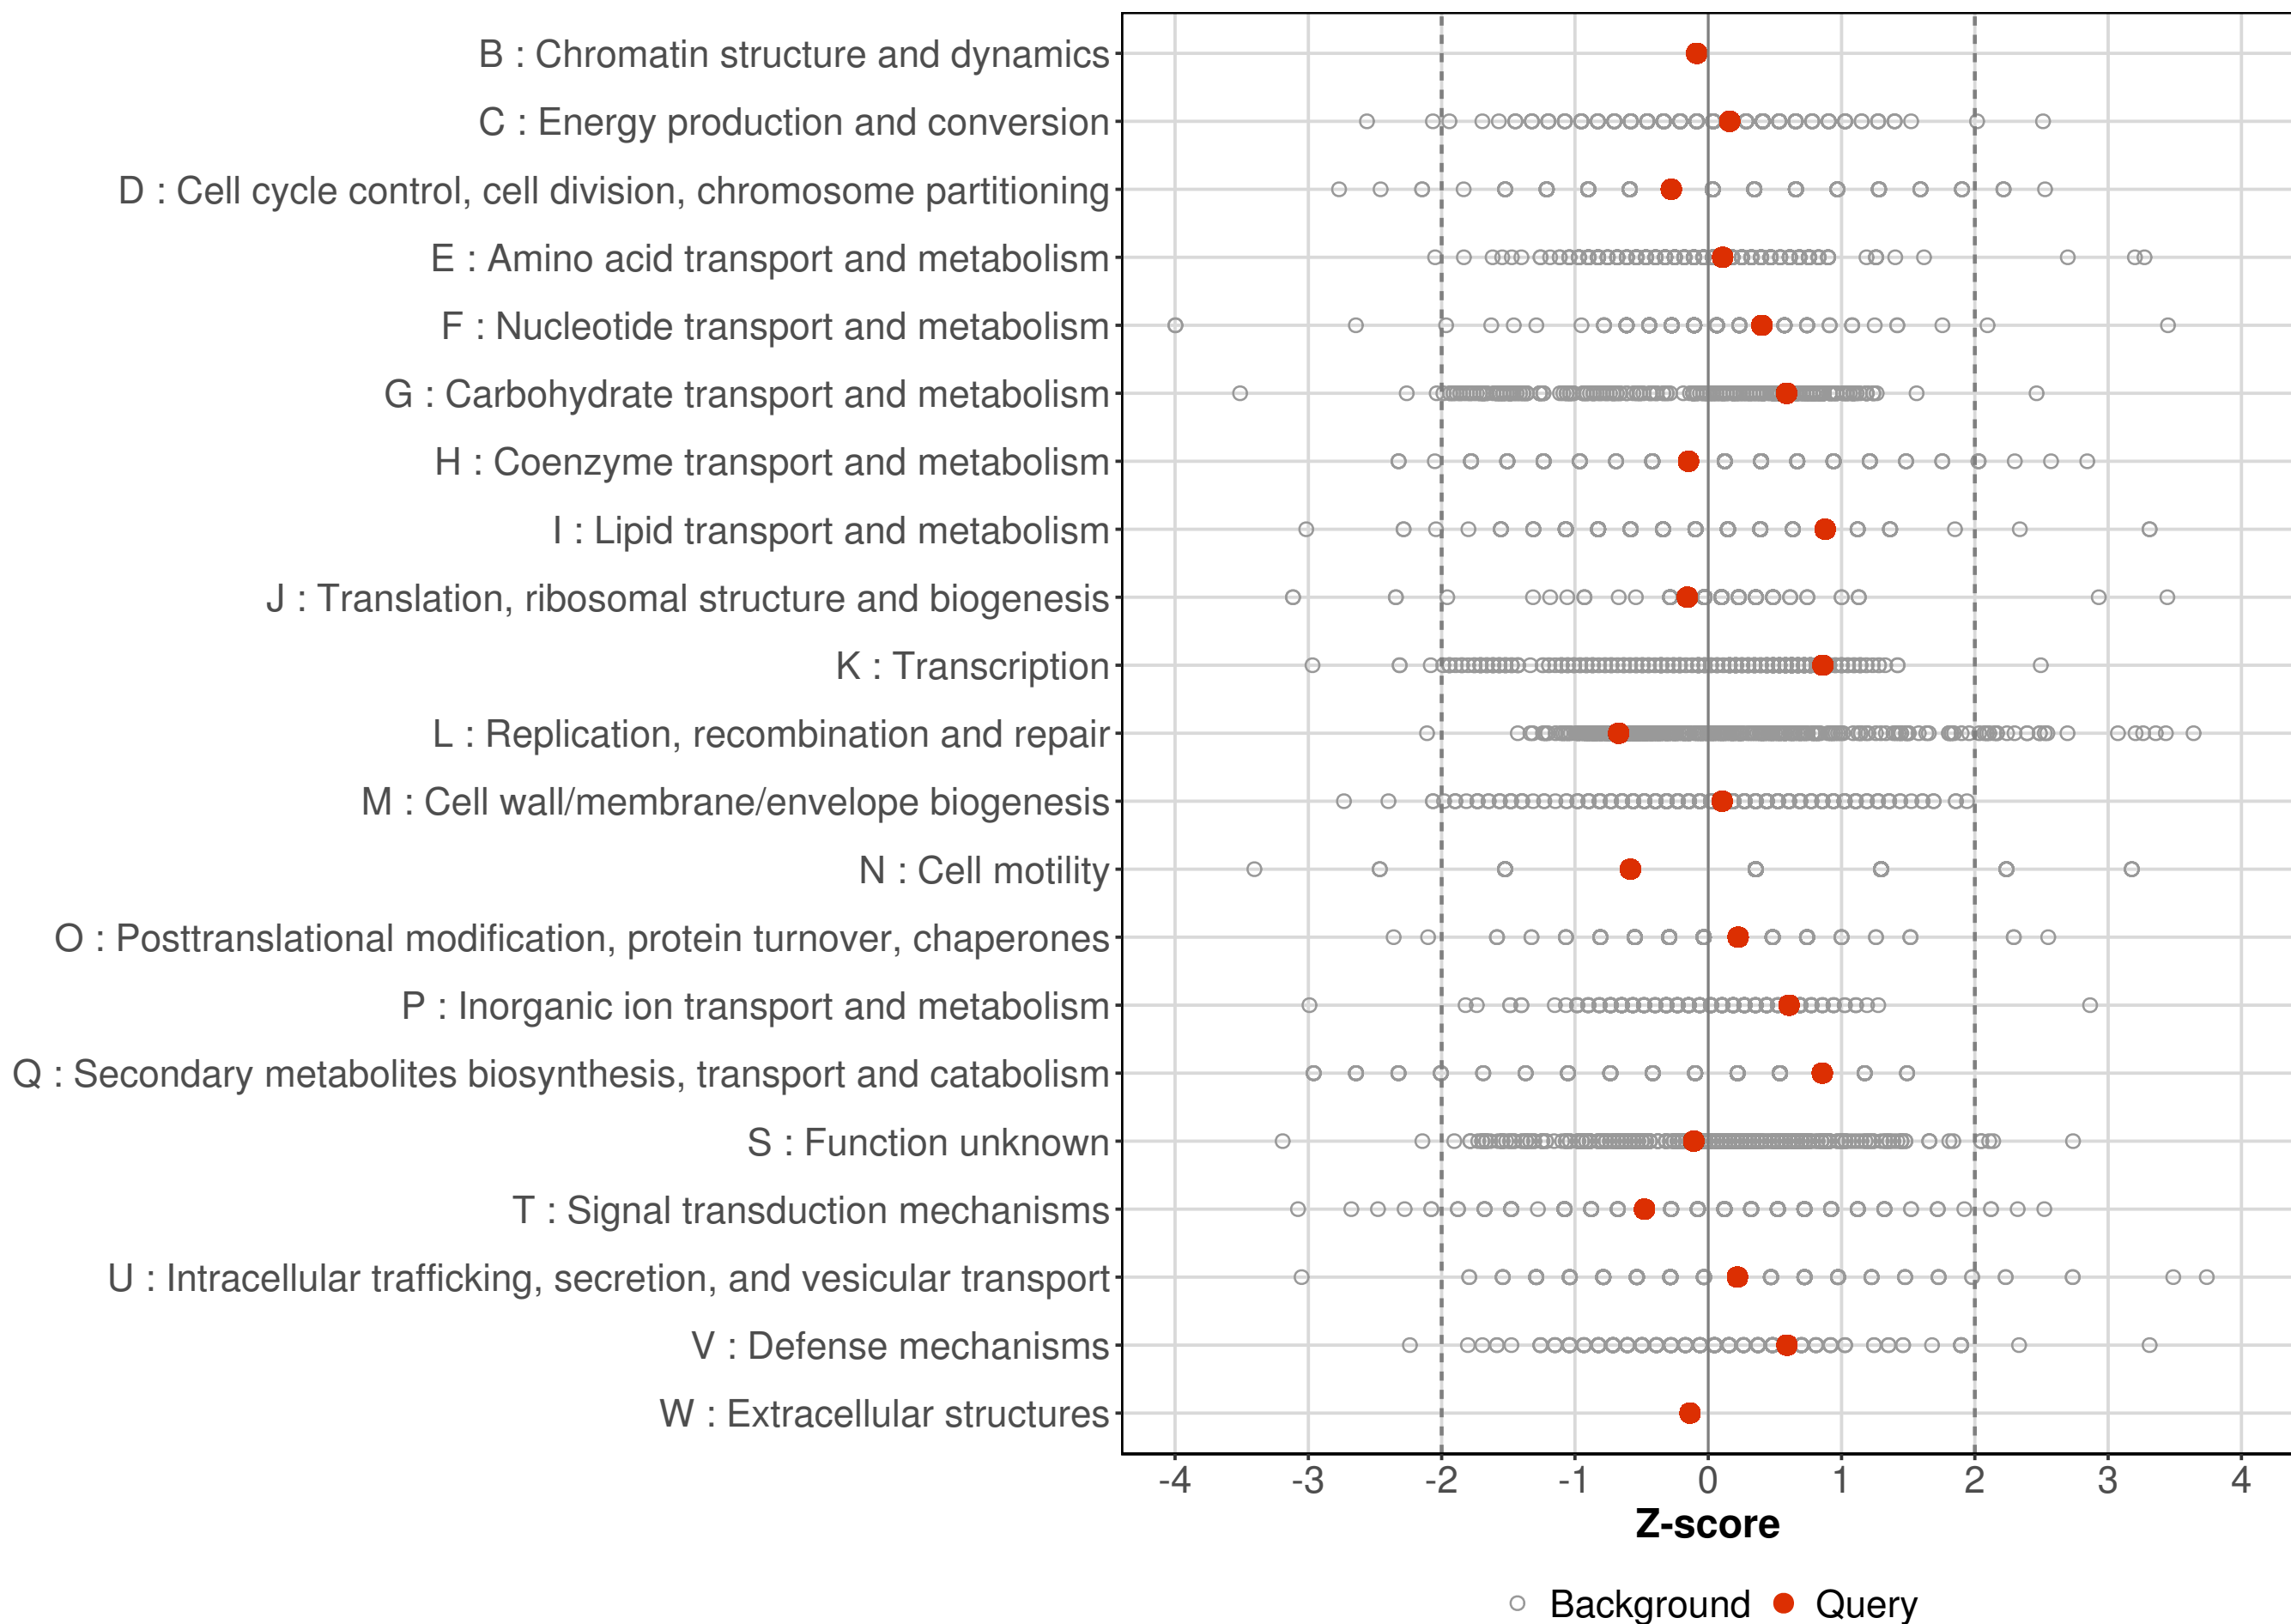 B : Chromatin structure and dynamics
C : Energy production and conversion
D : Cell cycle control, cell division, chromosome partitioning
E : Amino acid transport and metabolism
F : Nucleotide transport and metabolism
G : Carbohydrate transport and metabolism
H : Coenzyme transport and metabolism
I : Lipid transport and metabolism
J : Translation, ribosomal structure and biogenesis
K : Transcription
L : Replication, recombination and repair
M : Cell wall/membrane/envelope biogenesis
N : Cell motility
O : Posttranslational modification, protein turnover, chaperones
P : Inorganic ion transport and metabolism
Q : Secondary metabolites biosynthesis, transport and catabolism
S : Function unknown
T : Signal transduction mechanisms
U : Intracellular trafficking, secretion, and vesicular transport
V : Defense mechanisms
W : Extracellular structures
-4 -3 -2 -1 0 1 2 3 4
Z-score
Background Query